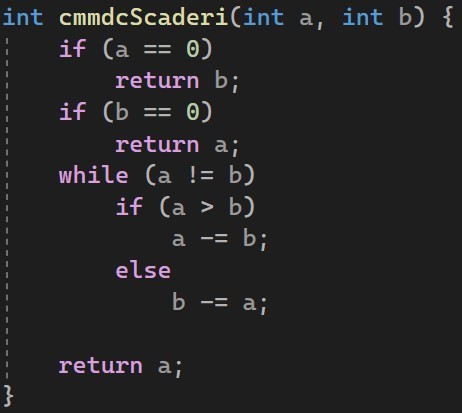 int cmmdcScaderi(int a, int b) {
    if (a == 0)
        return b;
    if (b == 0)
        return a;
    while (a != b)
        if (a > b)
            a -= b;
        else
            b -= a;

    return a;
}